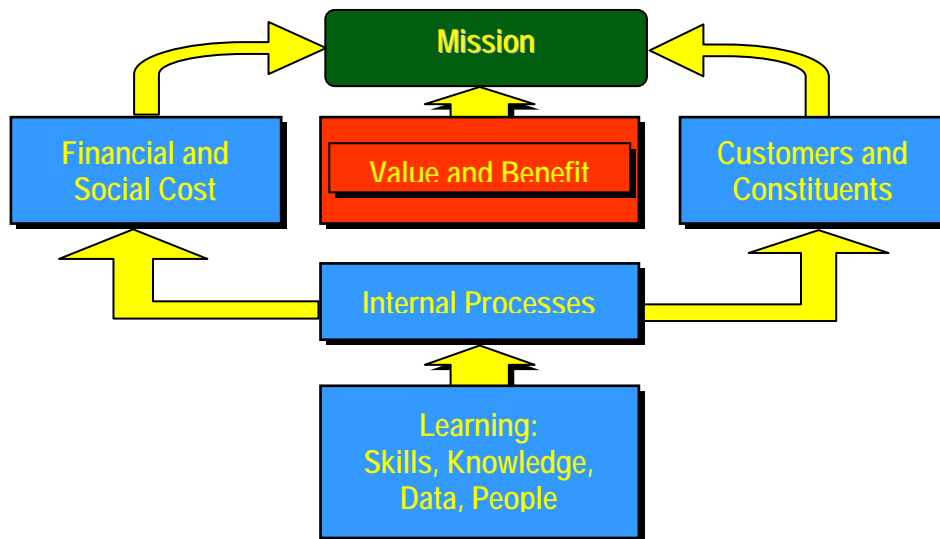 Mission
Financial and
Social Cost
Value and Benefit
Customers and
Constituents
Internal Processes
Learning:
Skills, Knowledge,
Data, People